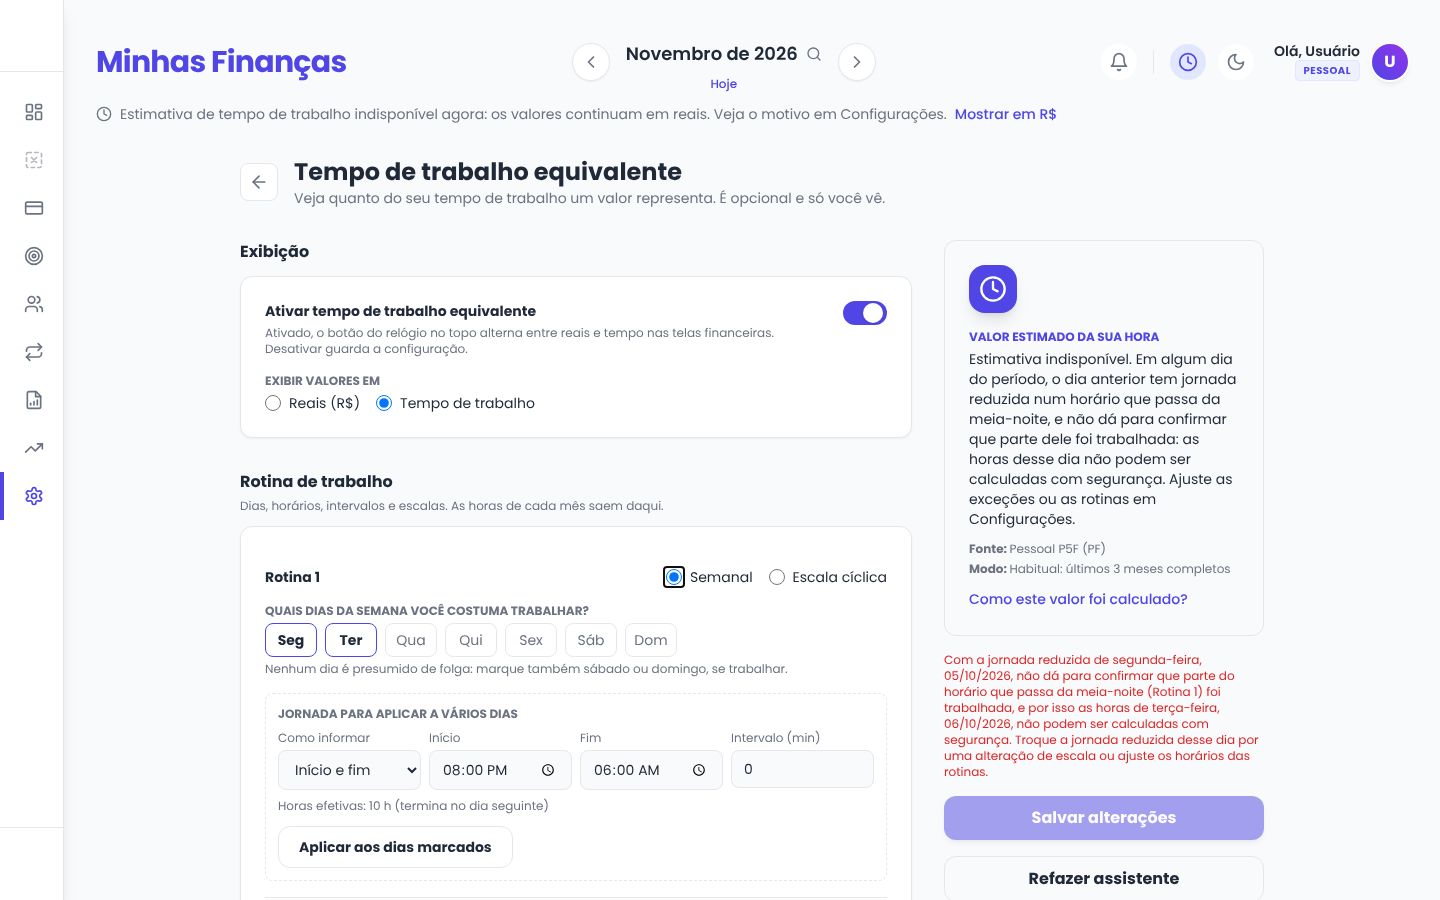 Minhas Finanças
Novembro de 2026
Hoje
Olá, Usuário
PESSOAL
U
Estimativa de tempo de trabalho indisponível agora: os valores continuam em reais. Veja o motivo em Configurações. Mostrar em R$
Tempo de trabalho equivalente
Veja quanto do seu tempo de trabalho um valor representa. É opcional e só você vê.
Exibição
Ativar tempo de trabalho equivalente
Ativado, o botão do relógio no topo alterna entre reais e tempo nas telas financeiras.
Desativar guarda a configuração.
EXIBIR VALORES EM
Reais (R$)
Tempo de trabalho
Rotina de trabalho
Dias, horários, intervalos e escalas. As horas de cada mês saem daqui.
Rotina 1
Semanal
Escala cíclica
QUAIS DIAS DA SEMANA VOCÊ COSTUMA TRABALHAR?
Seg
Ter
Qua
Qui
Sex
Sáb
Dom
Nenhum dia é presumido de folga: marque também sábado ou domingo, se trabalhar.
JORNADA PARA APLICAR A VÁRIOS DIAS
Como informar
Início
Fim
Intervalo (min)
Início e fim
08:00 PM
06:00 AM
0
Horas efetivas: 10 h (termina no dia seguinte)
Aplicar aos dias marcados
VALOR ESTIMADO DA SUA HORA
Estimativa indisponível. Em algum dia
do período, o dia anterior tem jornada
reduzida num horário que passa da
meia-noite, e não dá para confirmar
que parte dele foi trabalhada: as
horas desse dia não podem ser
calculadas com segurança. Ajuste as
exceções ou as rotinas em
Configurações.
Fonte: Pessoal P5F (PF)
Modo: Habitual: últimos 3 meses completos
Como este valor foi calculado?
Com a jornada reduzida de segunda-feira,
05/10/2026, não dá para confirmar que parte do
horário que passa da meia-noite (Rotina 1) foi
trabalhada, e por isso as horas de terça-feira,
06/10/2026, não podem ser calculadas com
segurança. Troque a jornada reduzida desse dia por
uma alteração de escala ou ajuste os horários das
rotinas.
Salvar alterações
Refazer assistente